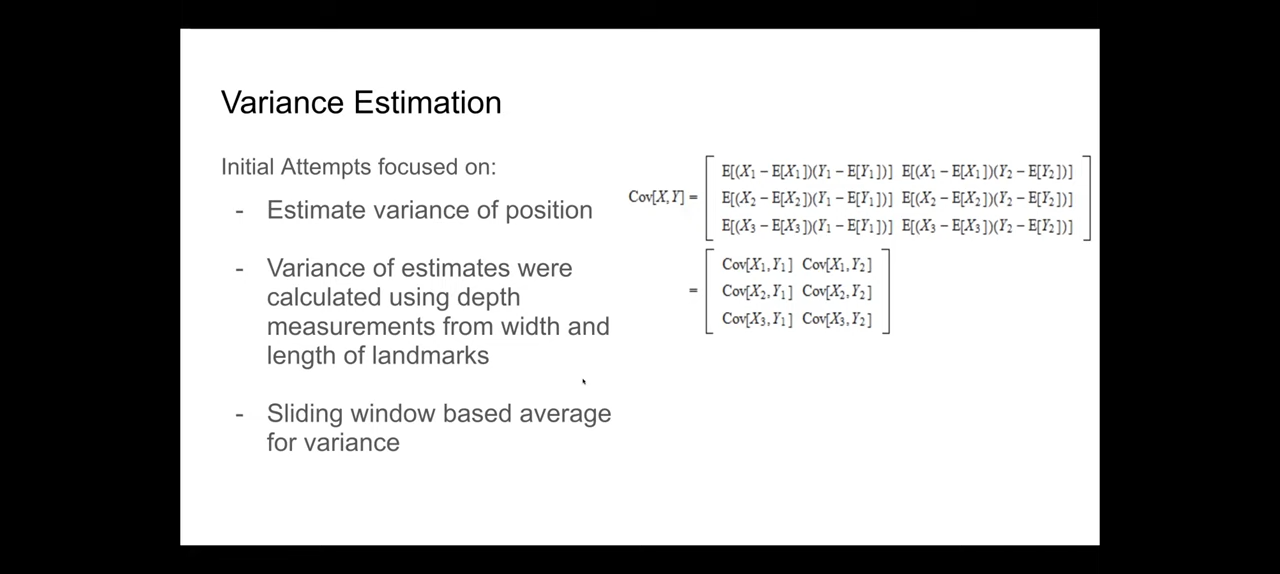 Variance Estimation
Initial Attempts focused on:
- Estimate variance of position
- Variance of estimates were
calculated using depth
measurements from width and
length of landmarks
- Sliding window based average
for variance
Cov[X,Y] =
E[(X₁ − E[X₁])(Y₁ − E[Y₁])] E[(X₁ − E[X₁])(Y₂ − E[Y₂])]
E[(X₂ − E[X₂])(Y₁ − E[Y₁])] E[(X₂ − E[X₂])(Y₂ − E[Y₂])]
E[(X₃ − E[X₃])(Y₁ − E[Y₁])] E[(X₃ − E[X₃])(Y₂ − E[Y₂])]
=
Cov[X₁,Y₁] Cov[X₁,Y₂]
Cov[X₂,Y₁] Cov[X₂,Y₂]
Cov[X₃,Y₁] Cov[X₃,Y₂]